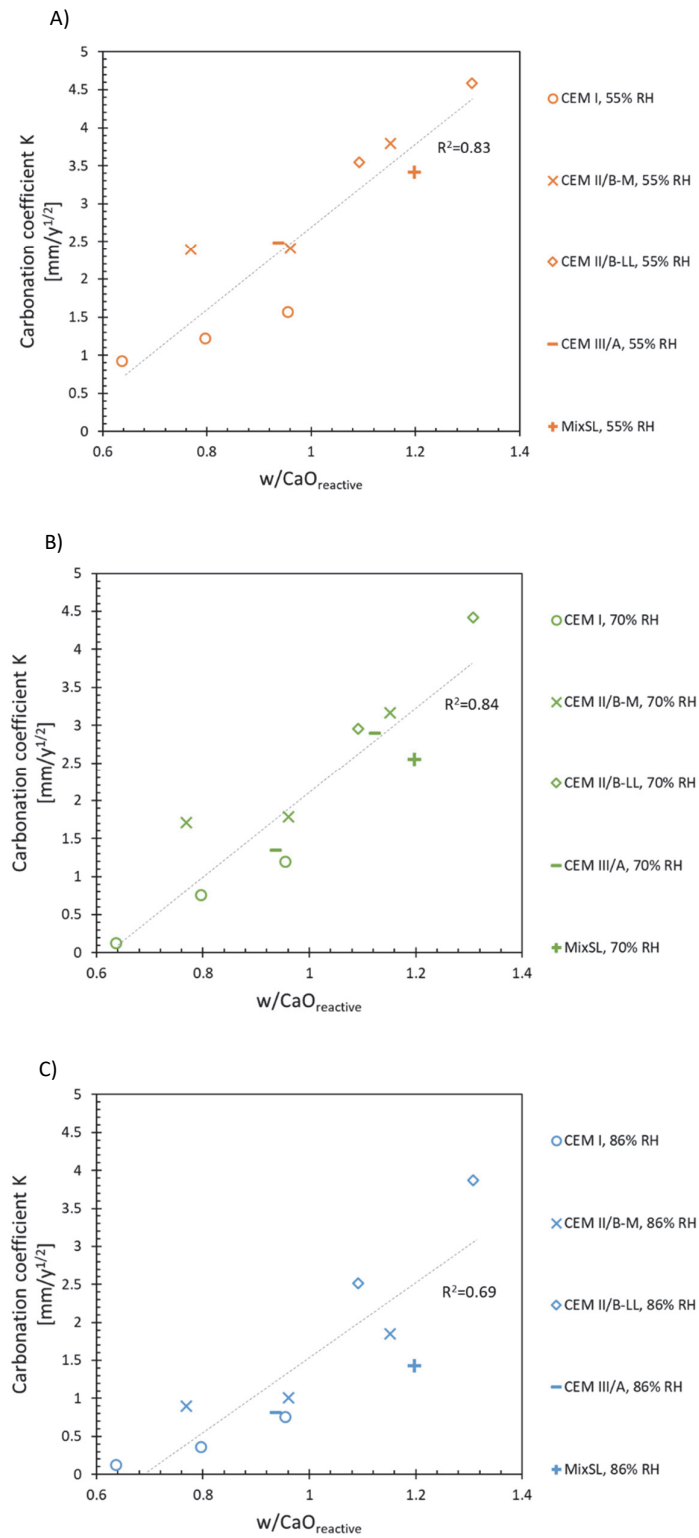 A)
Carbonation coefficient K
[mm/y^1/2]
5
4.5
4
3.5
3
2.5
2
1.5
1
0.5
0
0.6
0.8
1
1.2
1.4
w/CaO_reactive
R²=0.83
CEM I, 55% RH
CEM II/B-M, 55% RH
CEM II/B-LL, 55% RH
CEM III/A, 55% RH
MixSL, 55% RH
B)
Carbonation coefficient K
[mm/y^1/2]
5
4.5
4
3.5
3
2.5
2
1.5
1
0.5
0
0.6
0.8
1
1.2
1.4
w/CaO_reactive
R²=0.84
CEM I, 70% RH
CEM II/B-M, 70% RH
CEM II/B-LL, 70% RH
CEM III/A, 70% RH
MixSL, 70% RH
C)
Carbonation coefficient K
[mm/y^1/2]
5
4.5
4
3.5
3
2.5
2
1.5
1
0.5
0
0.6
0.8
1
1.2
1.4
w/CaO_reactive
R²=0.69
CEM I, 86% RH
CEM II/B-M, 86% RH
CEM II/B-LL, 86% RH
CEM III/A, 86% RH
MixSL, 86% RH